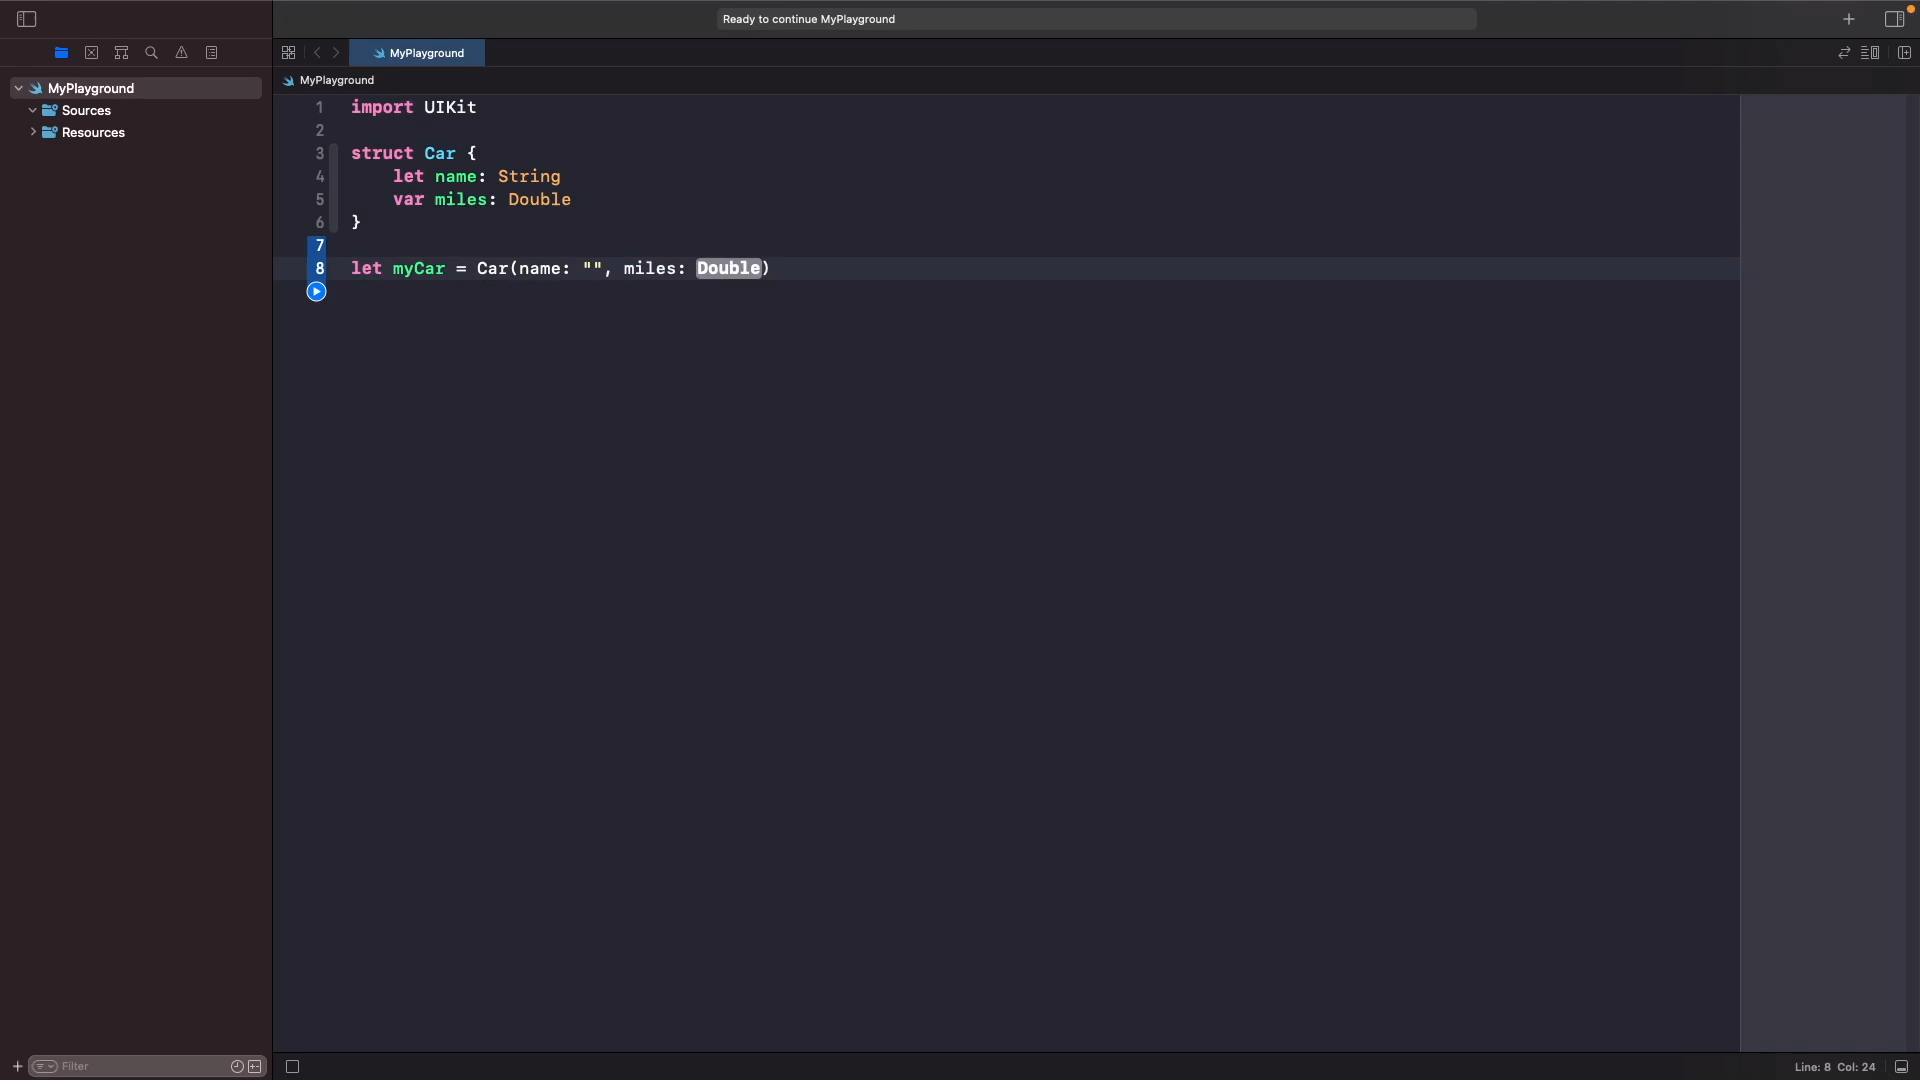 Ready to continue MyPlayground
MyPlayground
MyPlayground
MyPlayground
Sources
Resources
1 import UIKit
2
3 struct Car {
4     let name: String
5     var miles: Double
6 }
7
8 let myCar = Car(name: "", miles: Double)
Filter
Line: 8 Col: 24